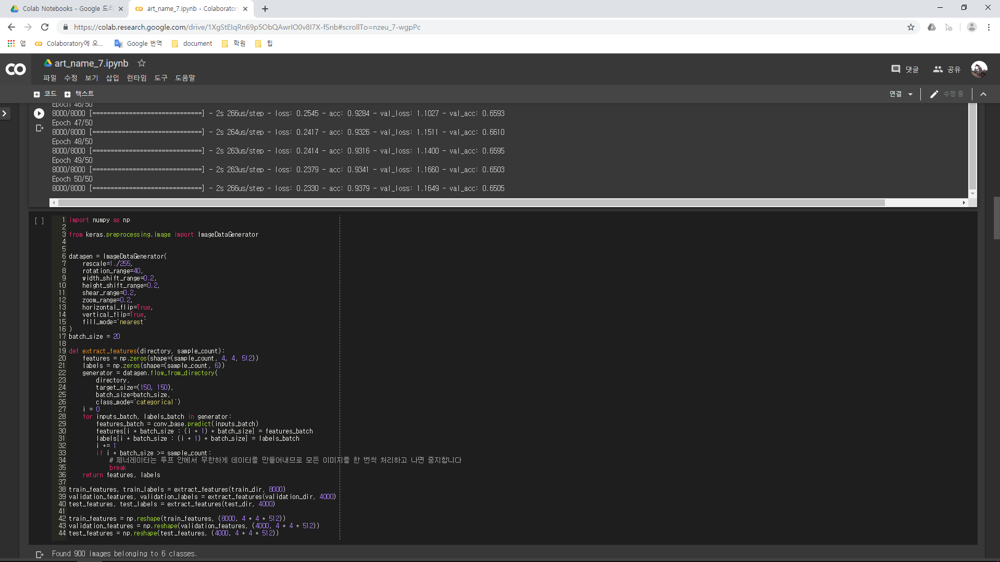 Colab Notebooks - Google 드라
art_name_7.ipynb - Colaborator
https://colab.research.google.com/drive/1XgStEIqRn69p5ObQAwrIO0v8I7X-fSnb#scrollTo=nzeu_7-wgpPc
앱 Colaboratory에 오... Google 번역 document 학원 팁
art_name_7.ipynb
댓글 공유
파일 수정 보기 삽입 런타임 도구 도움말
코드 텍스트 연결 수정 중
Epoch 46/50
8000/8000 [==============================] - 2s 266us/step - loss: 0.2545 - acc: 0.9284 - val_loss: 1.1027 - val_acc: 0.6593
Epoch 47/50
8000/8000 [==============================] - 2s 264us/step - loss: 0.2417 - acc: 0.9326 - val_loss: 1.1511 - val_acc: 0.6610
Epoch 48/50
8000/8000 [==============================] - 2s 263us/step - loss: 0.2414 - acc: 0.9316 - val_loss: 1.1400 - val_acc: 0.6595
Epoch 49/50
8000/8000 [==============================] - 2s 263us/step - loss: 0.2379 - acc: 0.9341 - val_loss: 1.1660 - val_acc: 0.6503
Epoch 50/50
8000/8000 [==============================] - 2s 266us/step - loss: 0.2330 - acc: 0.9379 - val_loss: 1.1649 - val_acc: 0.6505
[ ] 1 import numpy as np
2
3 from keras.preprocessing.image import ImageDataGenerator
4
5
6 datagen = ImageDataGenerator(
7     rescale=1./255,
8     rotation_range=40,
9     width_shift_range=0.2,
10     height_shift_range=0.2,
11     shear_range=0.2,
12     zoom_range=0.2,
13     horizontal_flip=True,
14     vertical_flip=True,
15     fill_mode='nearest'
16 )
17 batch_size = 20
18
19 def extract_features(directory, sample_count):
20     features = np.zeros(shape=(sample_count, 4, 4, 512))
21     labels = np.zeros(shape=(sample_count, 6))
22     generator = datagen.flow_from_directory(
23         directory,
24         target_size=(150, 150),
25         batch_size=batch_size,
26         class_mode='categorical')
27     i = 0
28     for inputs_batch, labels_batch in generator:
29         features_batch = conv_base.predict(inputs_batch)
30         features[i * batch_size : (i + 1) * batch_size] = features_batch
31         labels[i * batch_size : (i + 1) * batch_size] = labels_batch
32         i += 1
33         if i * batch_size >= sample_count:
34             # 제너레이터는 루프 안에서 무한하게 데이터를 만들어내므로 모든 이미지를 한 번씩 처리하고 나면 중지합니다
35             break
36     return features, labels
37
38 train_features, train_labels = extract_features(train_dir, 8000)
39 validation_features, validation_labels = extract_features(validation_dir, 4000)
40 test_features, test_labels = extract_features(test_dir, 4000)
41
42 train_features = np.reshape(train_features, (8000, 4 * 4 * 512))
43 validation_features = np.reshape(validation_features, (4000, 4 * 4 * 512))
44 test_features = np.reshape(test_features, (4000, 4 * 4 * 512))
Found 900 images belonging to 6 classes.